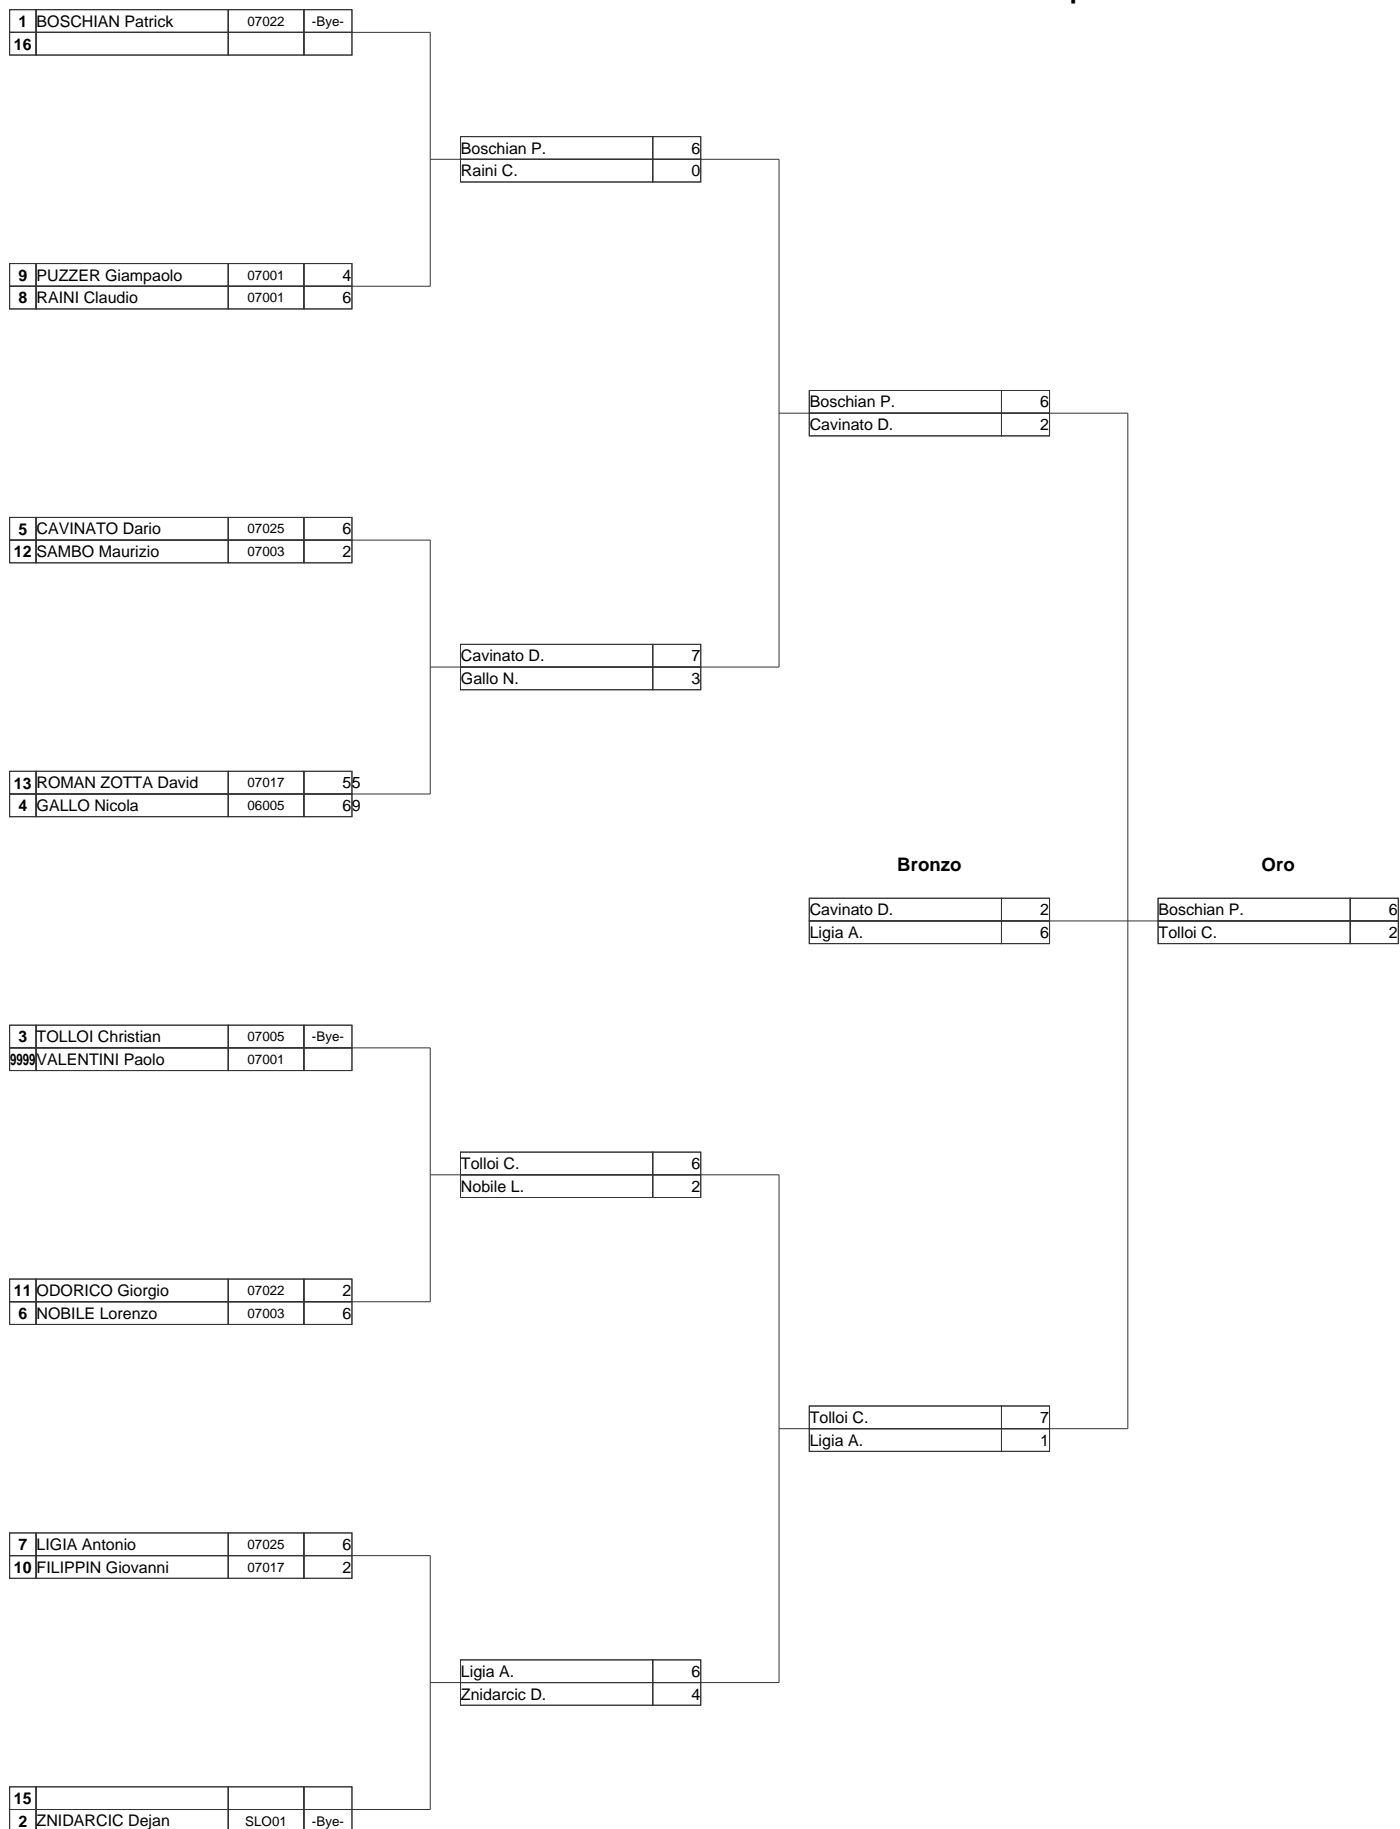 1 BOSCHIAN Patrick 07022 -Bye-
16
Boschian P. 6
Raini C. 0
9 PUZZER Giampaolo 07001 4
8 RAINI Claudio 07001 6
Boschian P. 6
Cavinato D. 2
5 CAVINATO Dario 07025 6
12 SAMBO Maurizio 07003 2
Cavinato D. 7
Gallo N. 3
13 ROMAN ZOTTA David 07017 55
4 GALLO Nicola 06005 69
Bronzo Oro
Cavinato D. 2 Boschian P. 6
Ligia A. 6 Tolloi C. 2
3 TOLLOI Christian 07005 -Bye-
9999 VALENTINI Paolo 07001
Tolloi C. 6
Nobile L. 2
11 ODORICO Giorgio 07022 2
6 NOBILE Lorenzo 07003 6
Tolloi C. 7
Ligia A. 1
7 LIGIA Antonio 07025 6
10 FILIPPIN Giovanni 07017 2
Ligia A. 6
Znidarcic D. 4
15
2 ZNIDARCIC Dejan SLO01 -Bye-